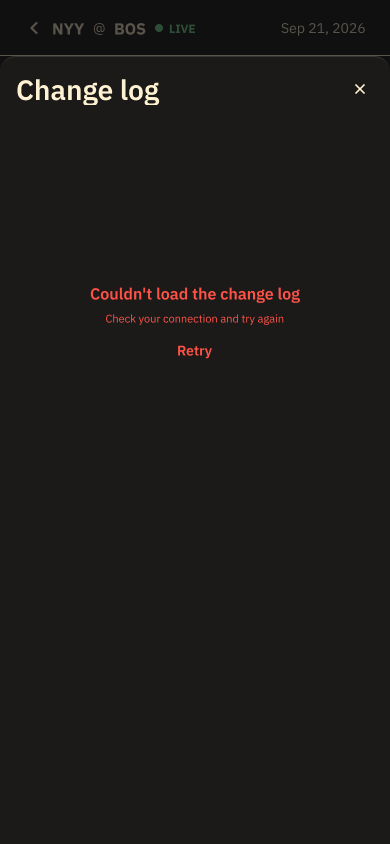 NYY @ BOS LIVE Sep 21, 2026
Change log
Couldn't load the change log
Check your connection and try again
Retry